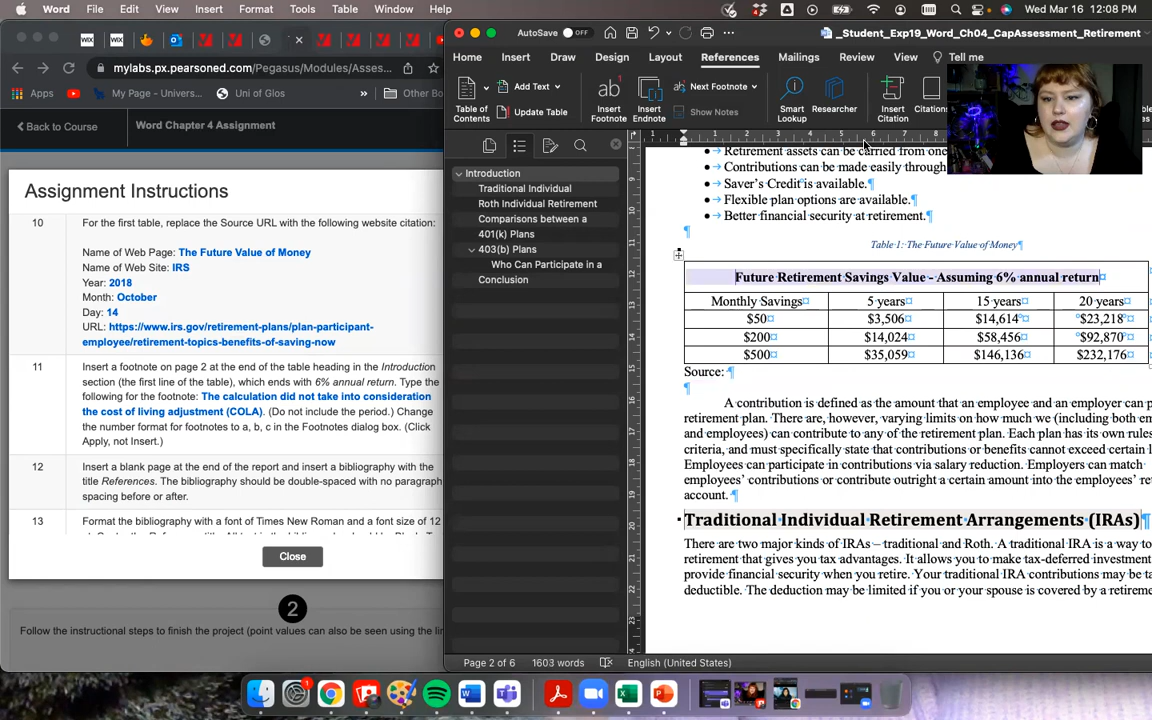 Word File Edit View Insert Format Tools Table Window Help
Wed Mar 16 12:08 PM
AutoSave OFF
_Student_Exp19_Word_Ch04_CapAssessment_Retirement
mylabs.px.pearsoned.com/Pegasus/Modules/Asses...
Apps My Page - Univers... Uni of Glos » Other Bo
Home Insert Draw Design Layout References Mailings Review View Tell me
Table of Contents
Add Text
Update Table
Insert Footnote
Insert Endnote
Next Footnote
Show Notes
Smart Lookup
Researcher
Insert Citation
Citations
Back to Course
Word Chapter 4 Assignment
Assignment Instructions
10 For the first table, replace the Source URL with the following website citation:
Name of Web Page: The Future Value of Money
Name of Web Site: IRS
Year: 2018
Month: October
Day: 14
URL: https://www.irs.gov/retirement-plans/plan-participant-
employee/retirement-topics-benefits-of-saving-now
11 Insert a footnote on page 2 at the end of the table heading in the Introduction
section (the first line of the table), which ends with 6% annual return. Type the
following for the footnote: The calculation did not take into consideration
the cost of living adjustment (COLA). (Do not include the period.) Change
the number format for footnotes to a, b, c in the Footnotes dialog box. (Click
Apply, not Insert.)
12 Insert a blank page at the end of the report and insert a bibliography with the
title References. The bibliography should be double-spaced with no paragraph
spacing before or after.
13 Format the bibliography with a font of Times New Roman and a font size of 12
Close
2
Follow the instructional steps to finish the project (point values can also be seen using the lin
Introduction
Traditional Individual
Roth Individual Retirement
Comparisons between a
401(k) Plans
403(b) Plans
Who Can Participate in a
Conclusion
Retirement assets can be carried from one
Contributions can be made easily through
Saver's Credit is available.
Flexible plan options are available.
Better financial security at retirement.
Table 1: The Future Value of Money
Future Retirement Savings Value - Assuming 6% annual return
Monthly Savings 5 years 15 years 20 years
$50 $3,506 $14,614 $23,218
$200 $14,024 $58,456 $92,870
$500 $35,059 $146,136 $232,176
Source:
A contribution is defined as the amount that an employee and an employer can p
retirement plan. There are, however, varying limits on how much we (including both em
and employees) can contribute to any of the retirement plan. Each plan has its own rules
criteria, and must specifically state that contributions or benefits cannot exceed certain l
Employees can participate in contributions via salary reduction. Employers can match
employees' contributions or contribute outright a certain amount into the employees' re
account.
Traditional Individual Retirement Arrangements (IRAs)
There are two major kinds of IRAs – traditional and Roth. A traditional IRA is a way to
retirement that gives you tax advantages. It allows you to make tax-deferred investment
provide financial security when you retire. Your traditional IRA contributions may be ta
deductible. The deduction may be limited if you or your spouse is covered by a retireme
Page 2 of 6 1603 words English (United States)